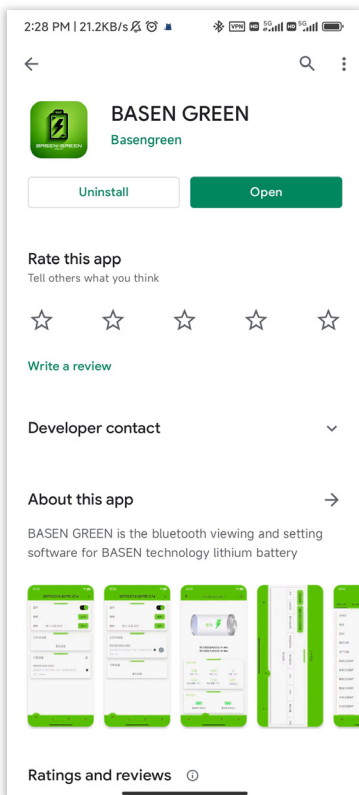 2:28 PM | 21.2KB/s
VPN 5G 5G
BASEN GREEN
BASEN-GREEN
Basengreen
Uninstall
Open
Rate this app
Tell others what you think
Write a review
Developer contact
About this app
BASEN GREEN is the bluetooth viewing and setting
software for BASEN technology lithium battery
Ratings and reviews